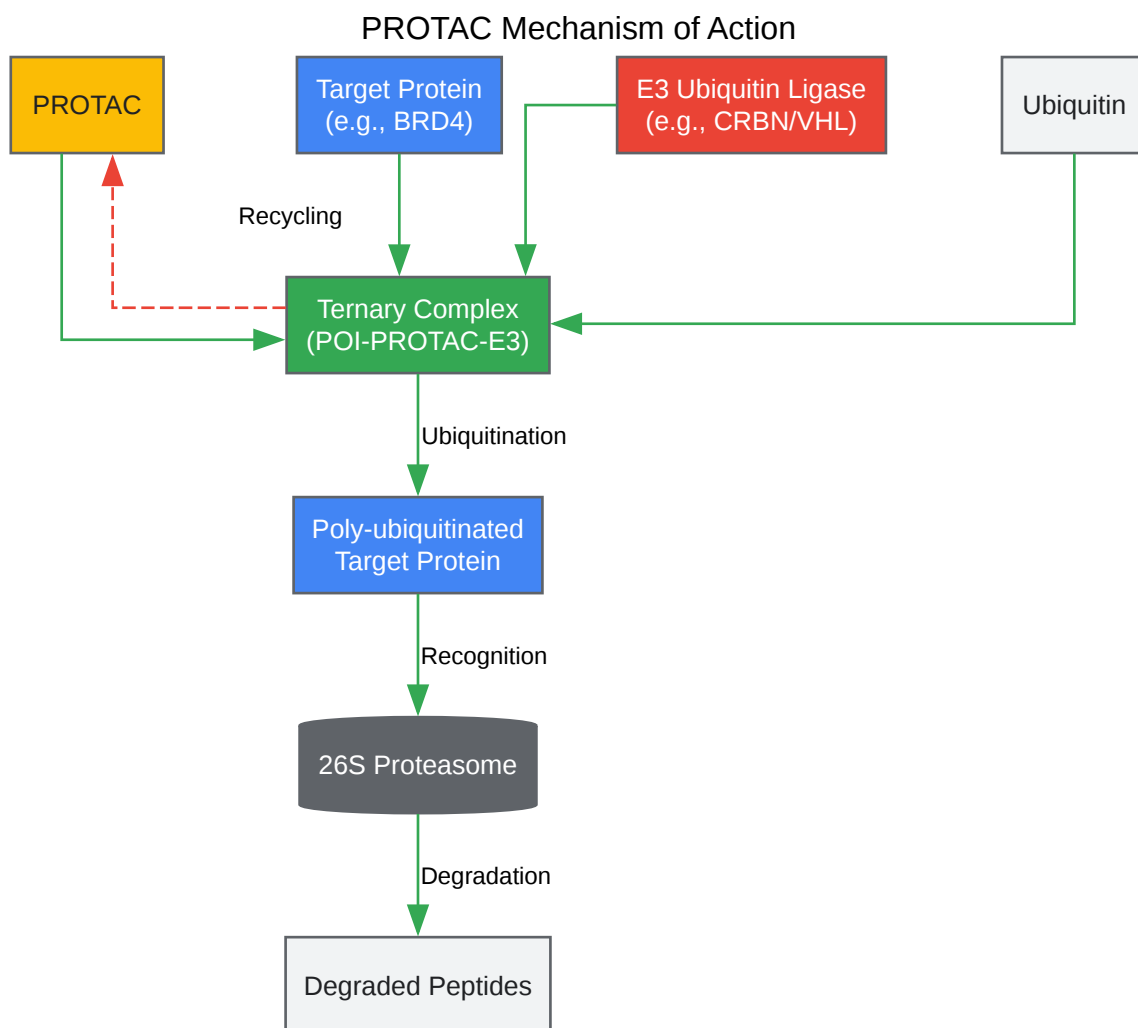 PROTAC Mechanism of Action
PROTAC
Target Protein
(e.g., BRD4)
E3 Ubiquitin Ligase
(e.g., CRBN/VHL)
Ubiquitin
Recycling
Ternary Complex
(POI-PROTAC-E3)
Ubiquitination
Poly-ubiquitinated
Target Protein
Recognition
26S Proteasome
Degradation
Degraded Peptides